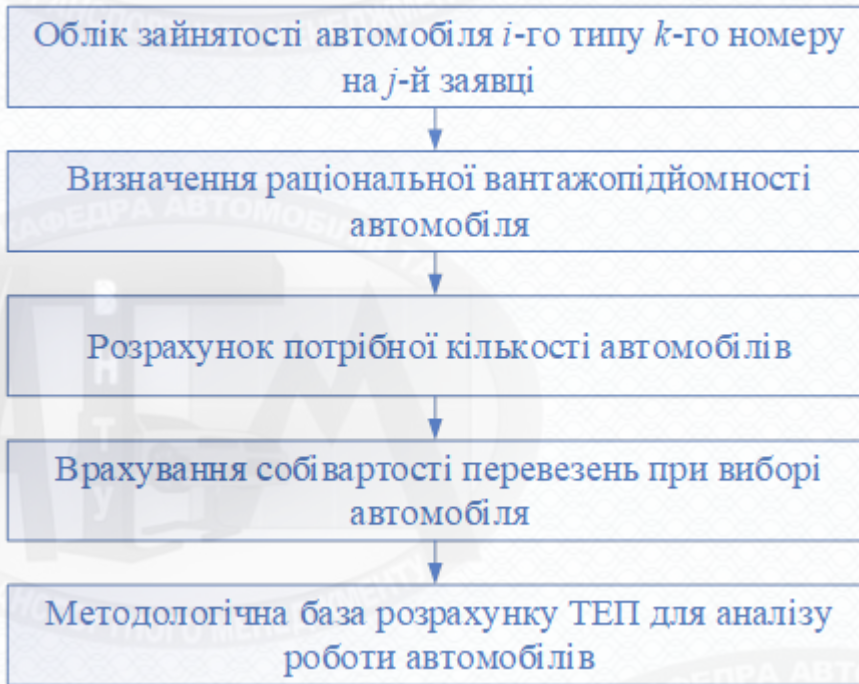 Облік зайнятості автомобіля i-го типу k-го номеру
на j-й заявці
Визначення раціональної вантажопідйомності
автомобіля
Розрахунок потрібної кількості автомобілів
Врахування собівартості перевезень при виборі
автомобіля
Методологічна база розрахунку ТЕП для аналізу
роботи автомобілів